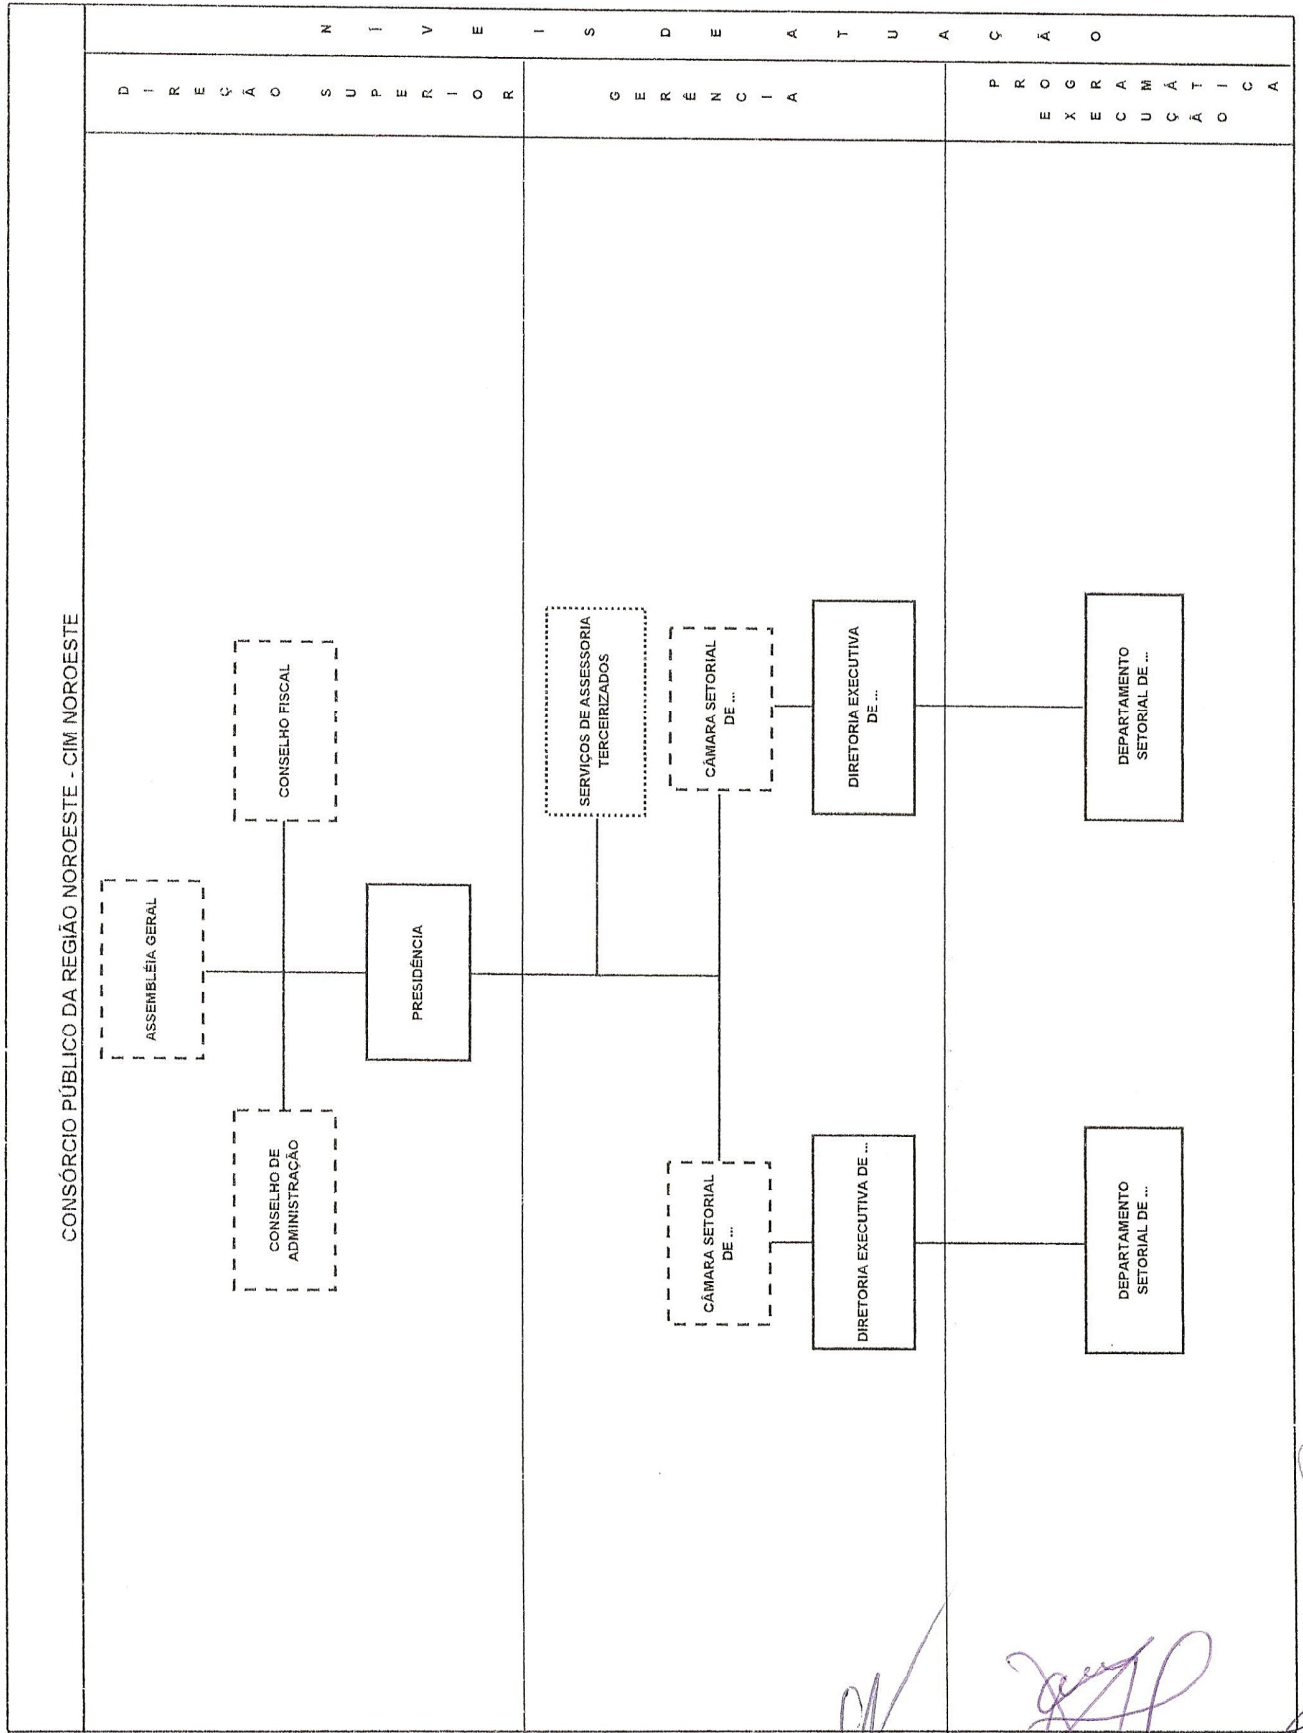 CONSÓRCIO PÚBLICO DA REGIÃO NOROESTE - CIM NOROESTE
ASSEMBLÉIA GERAL
CONSELHO DE
ADMINISTRAÇÃO
CONSELHO FISCAL
PRESIDÊNCIA
SERVIÇOS DE ASSESSORIA
TERCEIRIZADOS
CÂMARA SETORIAL
DE ...
CÂMARA SETORIAL
DE ...
DIRETORIA EXECUTIVA DE ...
DIRETORIA EXECUTIVA
DE ...
DEPARTAMENTO
SETORIAL DE ...
DEPARTAMENTO
SETORIAL DE ...
DIREÇÃO SUPERIOR
GERÊNCIA
EXECUÇÃO
PROGRAMÁTICA
NÍVEIS DE ATUAÇÃO